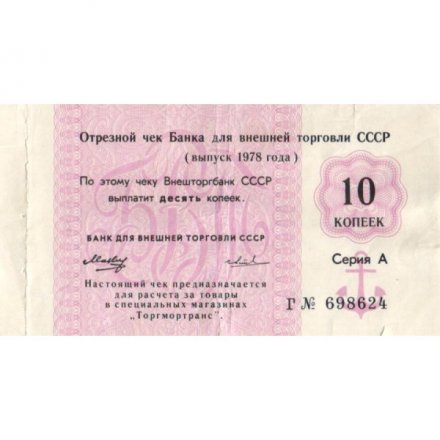 Отрезной чек Банка для внешней торговли СССР
(выпуск 1978 года)
По этому чеку Внешторгбанк СССР
выплатит десять копеек.
10
КОПЕЕК
БАНК ДЛЯ ВНЕШНЕЙ ТОРГОВЛИ СССР
Серия А
Настоящий чек предназначается
для расчета за товары
в специальных магазинах
„Торгмортранс".
Г № 698624